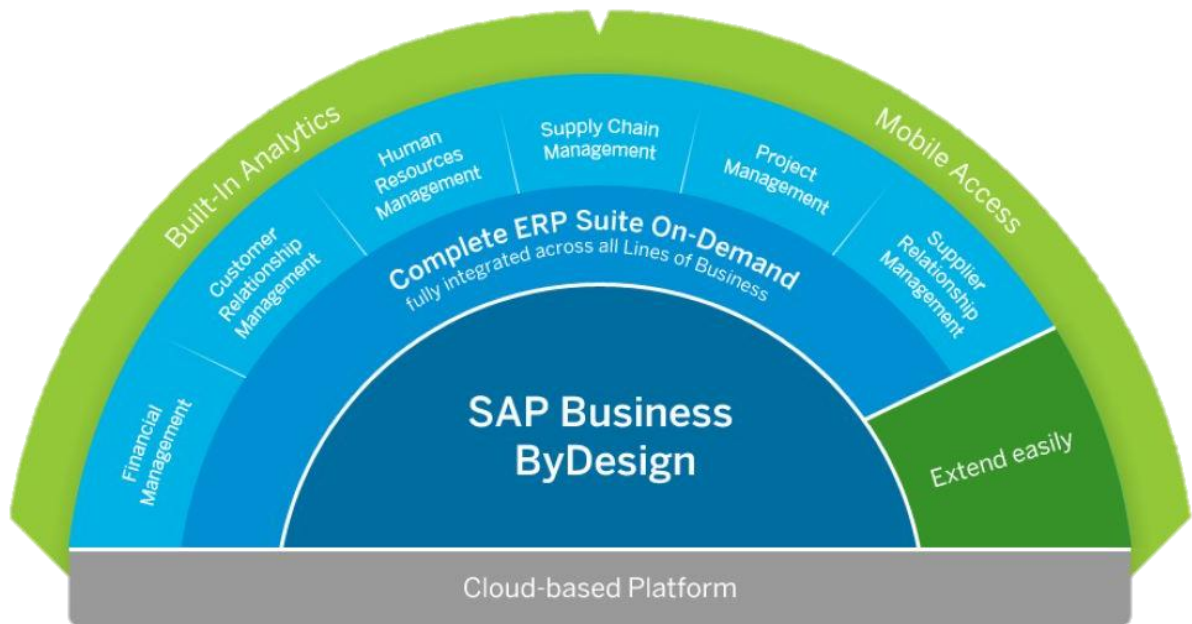 Built-In Analytics
Mobile Access
Financial
Management
Customer
Relationship
Management
Human
Resources
Management
Supply Chain
Management
Project
Management
Supplier
Relationship
Management
Complete ERP Suite On-Demand
fully integrated across all Lines of Business
SAP Business
ByDesign
Extend easily
Cloud-based Platform